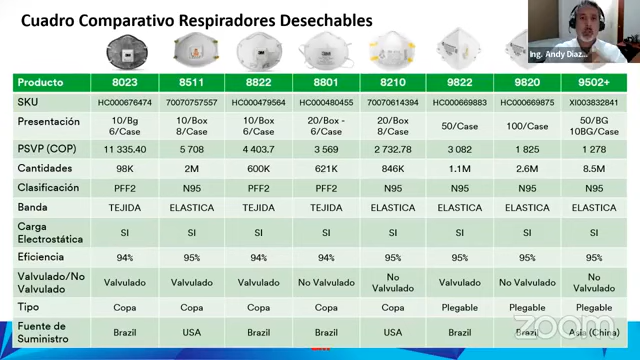 Cuadro Comparativo Respiradores Desechables
Ing. Andy Díaz...
3M
Producto 8023 8511 8822 8801 8210 9822 9820 9502+
SKU HC000676474 70070757557 HC000479564 HC000480455 70070614394 HC000669883 HC000669875 XI003832841
Presentación 10/Bg 6/Case 10/Box 8/Case 10/Box 6/Case 20/Box - 6/Case 20/Box 8/Case 50/Case 100/Case 50/BG 10BG/Case
PSVP (COP) 11 335.40 5 708 4 403.7 3 569 2 732.78 3 082 1 825 1 278
Cantidades 98K 2M 600K 621K 846K 1.1M 2.6M 8.5M
Clasificación PFF2 N95 PFF2 PFF2 N95 N95 N95 N95
Banda TEJIDA ELASTICA TEJIDA TEJIDA ELASTICA ELASTICA ELASTICA ELASTICA
Carga Electrostática SI SI SI SI SI SI SI SI
Eficiencia 94% 95% 94% 94% 95% 95% 95% 95%
Valvulado/No Valvulado Valvulado Valvulado Valvulado No Valvulado No Valvulado Valvulado No Valvulado No Valvulado
Tipo Copa Copa Copa Copa Copa Plegable Plegable Plegable
Fuente de Suministro Brazil USA Brazil Brazil USA Brazil Brazil Asia (China)
zoom